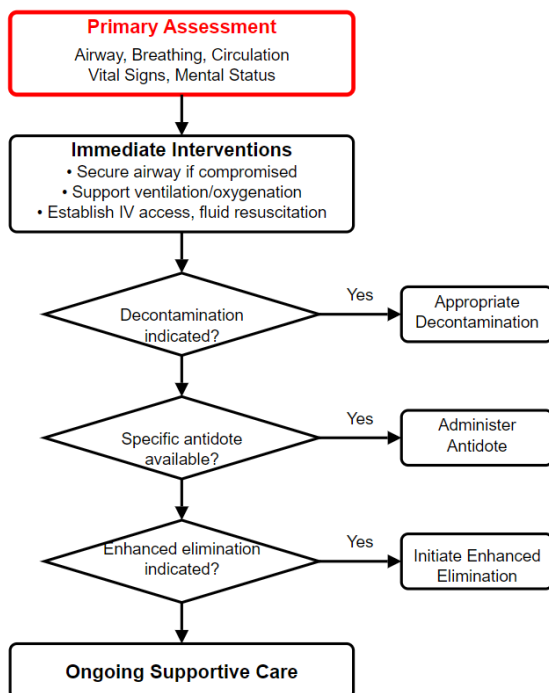 Primary Assessment
Airway, Breathing, Circulation
Vital Signs, Mental Status
Immediate Interventions
• Secure airway if compromised
• Support ventilation/oxygenation
• Establish IV access, fluid resuscitation
Decontamination
indicated?
Yes
Appropriate
Decontamination
Specific antidote
available?
Yes
Administer
Antidote
Enhanced elimination
indicated?
Yes
Initiate Enhanced
Elimination
Ongoing Supportive Care